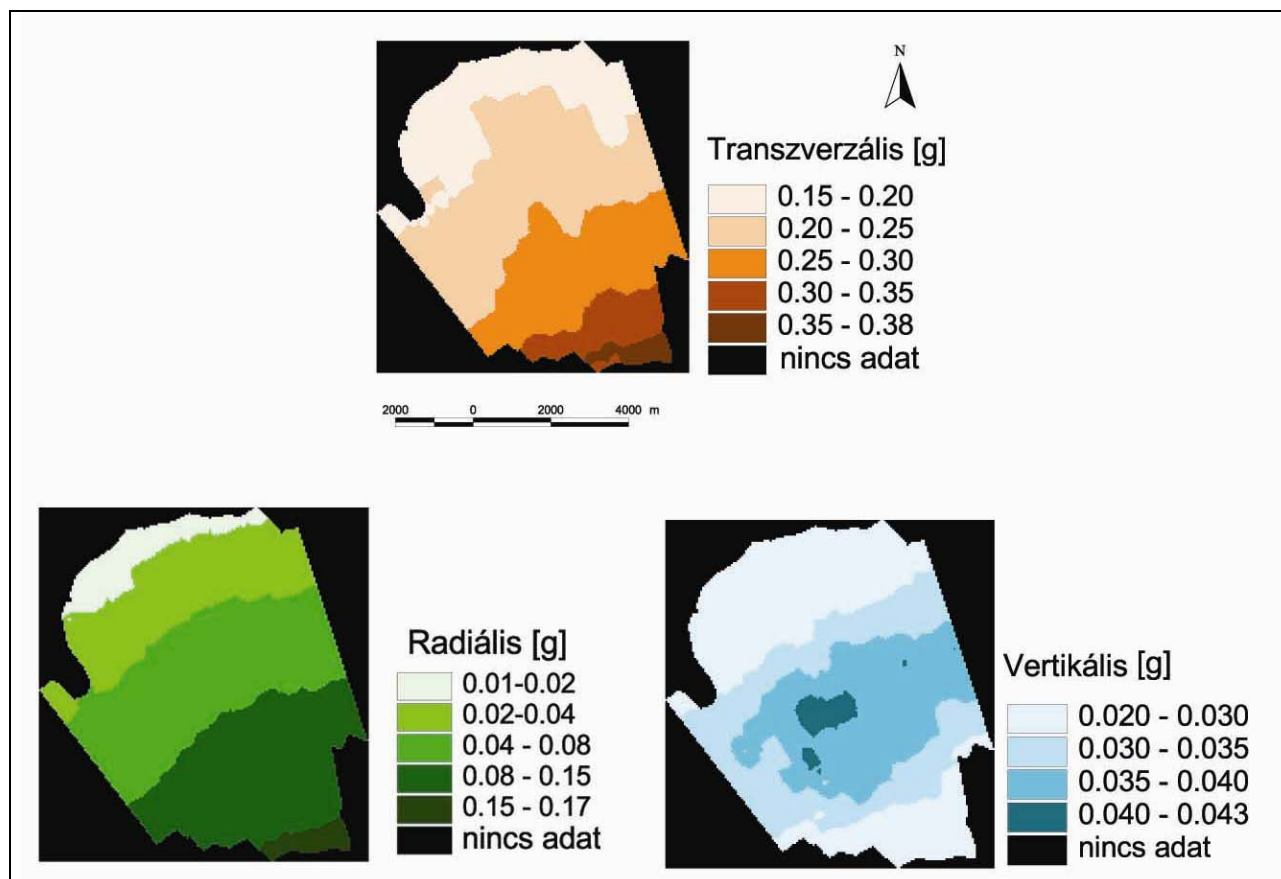 N
Transzverzális [g]
0.15 - 0.20
0.20 - 0.25
0.25 - 0.30
0.30 - 0.35
0.35 - 0.38
nincs adat
2000 0 2000 4000 m
Radiális [g]
0.01-0.02
0.02-0.04
0.04 - 0.08
0.08 - 0.15
0.15 - 0.17
nincs adat
Vertikális [g]
0.020 - 0.030
0.030 - 0.035
0.035 - 0.040
0.040 - 0.043
nincs adat